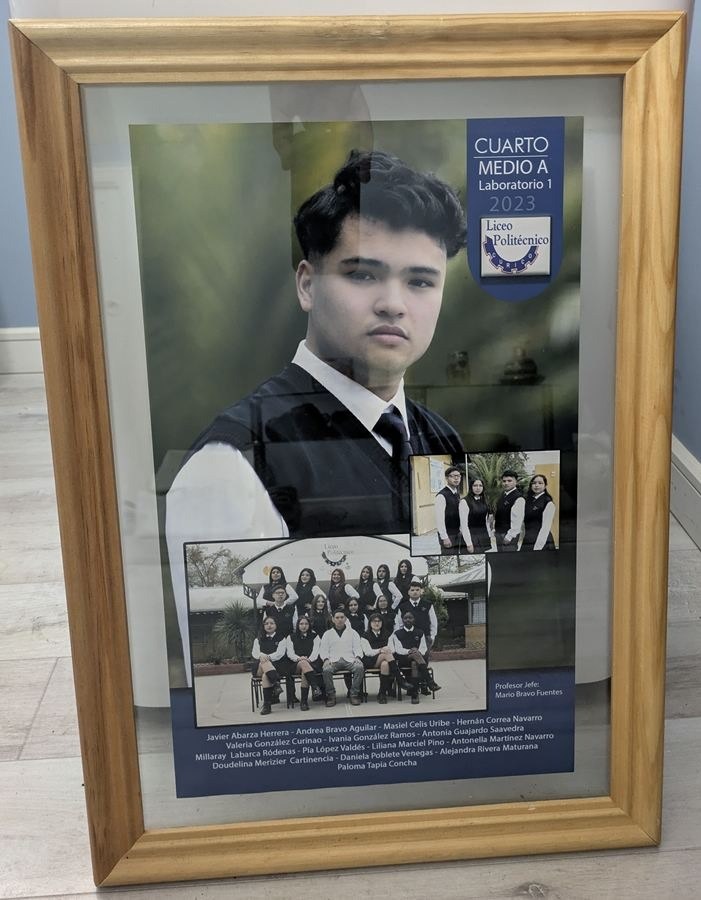 CUARTO
MEDIO A
Laboratorio 1
2023
Liceo
Politécnico
CURICÓ
Liceo
Politécnico
Profesor Jefe:
Mario Bravo Fuentes
Javier Abarza Herrera - Andrea Bravo Aguilar - Masiel Celis Uribe - Hernán Correa Navarro
Valeria González Curinao - Ivania González Ramos - Antonia Guajardo Saavedra
Millaray Labarca Ródenas - Pía López Valdés - Liliana Marciel Pino - Antonella Martínez Navarro
Doudelina Merizier Cartinencia - Daniela Poblete Venegas - Alejandra Rivera Maturana
Paloma Tapia Concha